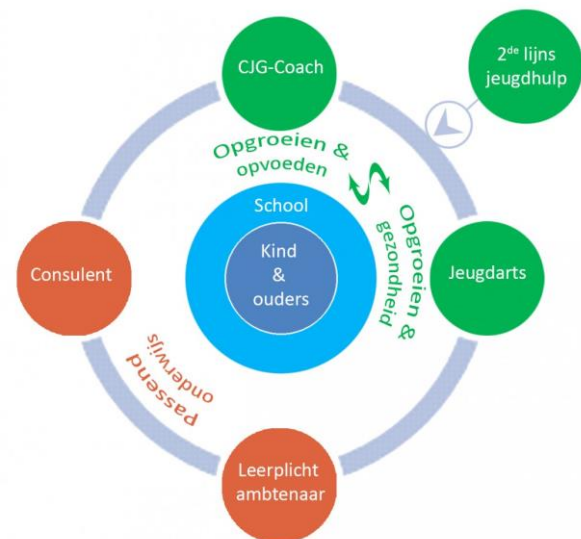 CJG-Coach
2de lijns
jeugdhulp
Opgroeien &
opvoeden
School
Kind
&
ouders
Opgroeien &
gezondheid
Consulent
Jeugdarts
Passend
onderwijs
Leerplicht
ambtenaar